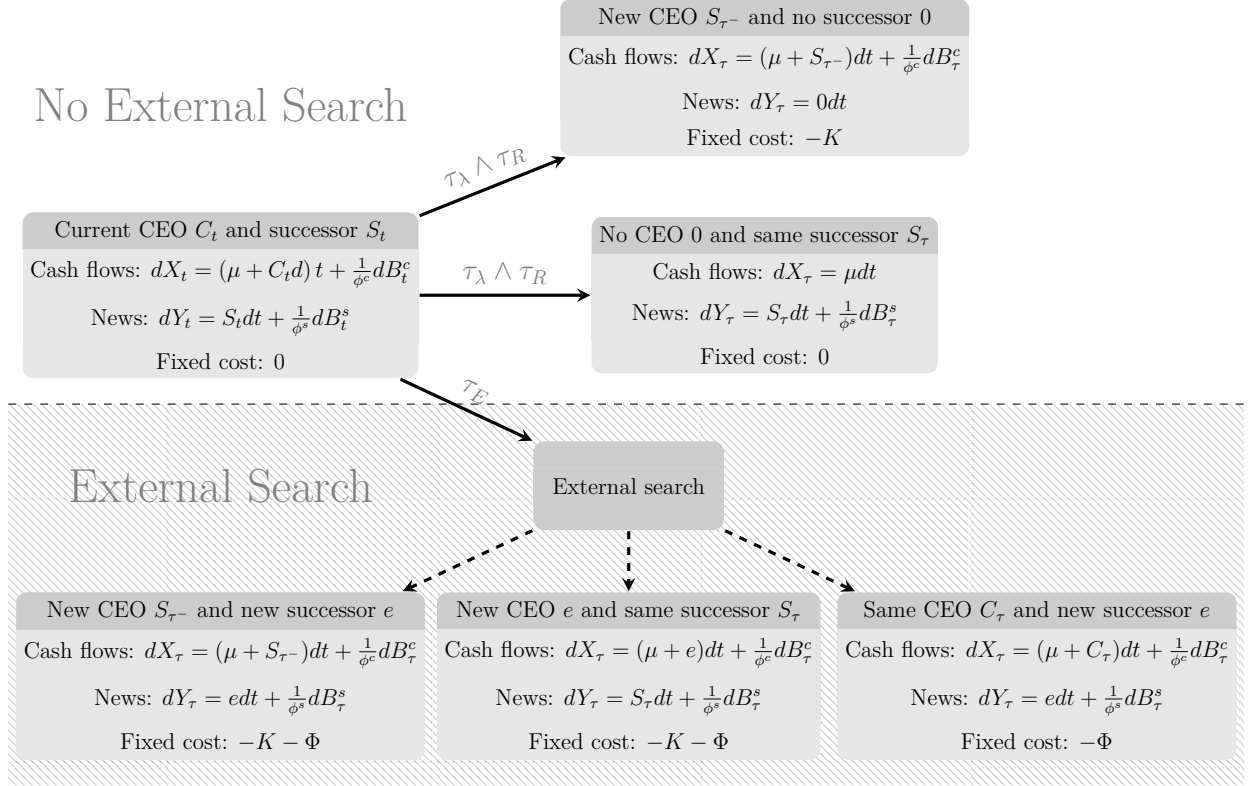 New CEO $S_{\tau^-}$ and no successor 0
Cash flows: $dX_\tau = (\mu + S_{\tau^-})dt + \frac{1}{\phi^c}dB^c_\tau$
News: $dY_\tau = 0dt$
Fixed cost: $-K$
No External Search
$\tau_\lambda \wedge \tau_R$
Current CEO $C_t$ and successor $S_t$
Cash flows: $dX_t = (\mu + C_t d)\, t + \frac{1}{\phi^c}dB^c_t$
News: $dY_t = S_t dt + \frac{1}{\phi^s}dB^s_t$
Fixed cost: 0
$\tau_\lambda \wedge \tau_R$
No CEO 0 and same successor $S_\tau$
Cash flows: $dX_\tau = \mu dt$
News: $dY_\tau = S_\tau dt + \frac{1}{\phi^s}dB^s_\tau$
Fixed cost: 0
$\tau_E$
External Search
External search
New CEO $S_{\tau^-}$ and new successor $e$
Cash flows: $dX_\tau = (\mu + S_{\tau^-})dt + \frac{1}{\phi^c}dB^c_\tau$
News: $dY_\tau = edt + \frac{1}{\phi^s}dB^s_\tau$
Fixed cost: $-K - \Phi$
New CEO $e$ and same successor $S_\tau$
Cash flows: $dX_\tau = (\mu + e)dt + \frac{1}{\phi^c}dB^c_\tau$
News: $dY_\tau = S_\tau dt + \frac{1}{\phi^s}dB^s_\tau$
Fixed cost: $-K - \Phi$
Same CEO $C_\tau$ and new successor $e$
Cash flows: $dX_\tau = (\mu + C_\tau)dt + \frac{1}{\phi^c}dB^c_\tau$
News: $dY_\tau = edt + \frac{1}{\phi^s}dB^s_\tau$
Fixed cost: $-\Phi$